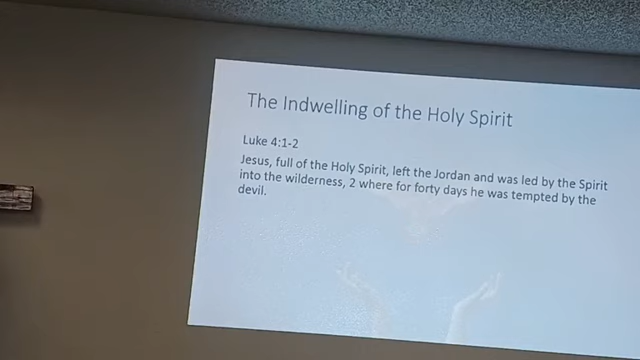 The Indwelling of the Holy Spirit
Luke 4:1-2
Jesus, full of the Holy Spirit, left the Jordan and was led by the Spirit
into the wilderness, 2 where for forty days he was tempted by the
devil.